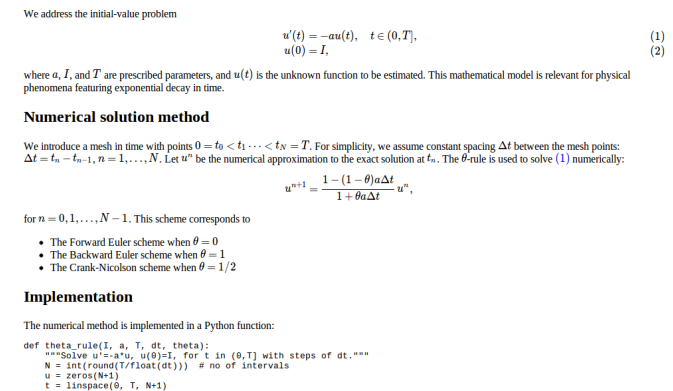 We address the initial-value problem
u′(t) = −au(t), t ∈ (0, T], (1)
u(0) = I, (2)
where a, I, and T are prescribed parameters, and u(t) is the unknown function to be estimated. This mathematical model is relevant for physical
phenomena featuring exponential decay in time.
Numerical solution method
We introduce a mesh in time with points 0 = t₀ < t₁ ⋯ < t_N = T. For simplicity, we assume constant spacing Δt between the mesh points:
Δt = tₙ − tₙ₋₁, n = 1, …, N. Let uⁿ be the numerical approximation to the exact solution at tₙ. The θ-rule is used to solve (1) numerically:
uⁿ⁺¹ = (1 − (1 − θ)aΔt)/(1 + θaΔt) uⁿ,
for n = 0, 1, …, N − 1. This scheme corresponds to
• The Forward Euler scheme when θ = 0
• The Backward Euler scheme when θ = 1
• The Crank-Nicolson scheme when θ = 1/2
Implementation
The numerical method is implemented in a Python function:
def theta_rule(I, a, T, dt, theta):
    """Solve u'=-a*u, u(0)=I, for t in (0,T] with steps of dt."""
    N = int(round(T/float(dt)))  # no of intervals
    u = zeros(N+1)
    t = linspace(0, T, N+1)